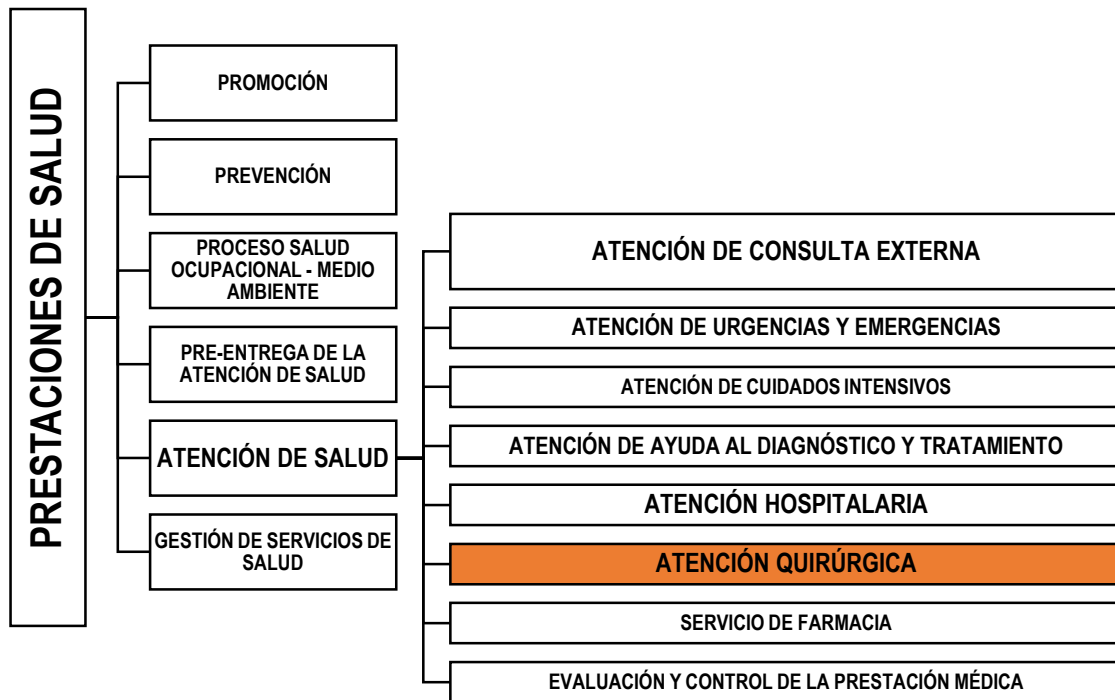 PRESTACIONES DE SALUD
PROMOCIÓN
PREVENCIÓN
PROCESO SALUD
OCUPACIONAL - MEDIO
AMBIENTE
PRE-ENTREGA DE LA
ATENCIÓN DE SALUD
ATENCIÓN DE SALUD
GESTIÓN DE SERVICIOS DE
SALUD
ATENCIÓN DE CONSULTA EXTERNA
ATENCIÓN DE URGENCIAS Y EMERGENCIAS
ATENCIÓN DE CUIDADOS INTENSIVOS
ATENCIÓN DE AYUDA AL DIAGNÓSTICO Y TRATAMIENTO
ATENCIÓN HOSPITALARIA
ATENCIÓN QUIRÚRGICA
SERVICIO DE FARMACIA
EVALUACIÓN Y CONTROL DE LA PRESTACIÓN MÉDICA